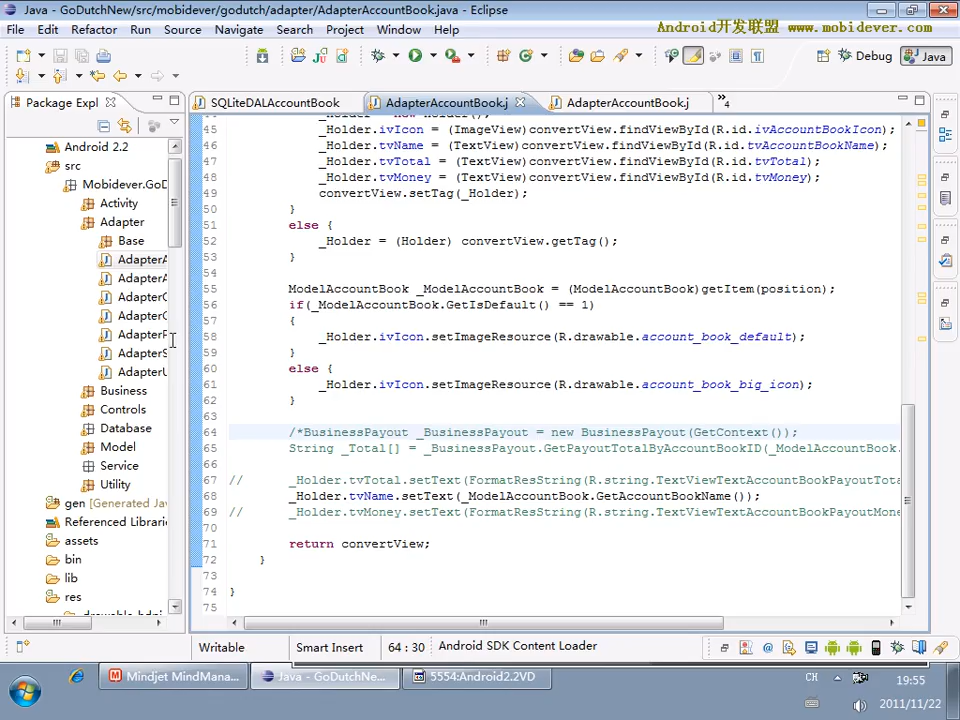 Java - GoDutchNew/src/mobidever/godutch/adapter/AdapterAccountBook.java - Eclipse
File Edit Refactor Run Source Navigate Search Project Window Help
Android开发联盟 www.mobidever.com
Debug Java
Package Expl
SQLiteDALAccountBook AdapterAccountBook.j AdapterAccountBook.j »4
Android 2.2
src
Mobidever.GoD
Activity
Adapter
Base
AdapterA
AdapterA
AdapterC
AdapterC
AdapterP
AdapterS
AdapterU
Business
Controls
Database
Model
Service
Utility
gen [Generated Jav
Referenced Librari
assets
bin
lib
res
45 _Holder.ivIcon = (ImageView)convertView.findViewById(R.id.ivAccountBookIcon);
46 _Holder.tvName = (TextView)convertView.findViewById(R.id.tvAccountBookName);
47 _Holder.tvTotal = (TextView)convertView.findViewById(R.id.tvTotal);
48 _Holder.tvMoney = (TextView)convertView.findViewById(R.id.tvMoney);
49 convertView.setTag(_Holder);
50 }
51 else {
52 _Holder = (Holder) convertView.getTag();
53 }
54
55 ModelAccountBook _ModelAccountBook = (ModelAccountBook)getItem(position);
56 if(_ModelAccountBook.GetIsDefault() == 1)
57 {
58 _Holder.ivIcon.setImageResource(R.drawable.account_book_default);
59 }
60 else {
61 _Holder.ivIcon.setImageResource(R.drawable.account_book_big_icon);
62 }
63
64 /*BusinessPayout _BusinessPayout = new BusinessPayout(GetContext());
65 String _Total[] = _BusinessPayout.GetPayoutTotalByAccountBookID(_ModelAccountBook.
66
67 // _Holder.tvTotal.setText(FormatResString(R.string.TextViewTextAccountBookPayoutTota
68 _Holder.tvName.setText(_ModelAccountBook.GetAccountBookName());
69 // _Holder.tvMoney.setText(FormatResString(R.string.TextViewTextAccountBookPayoutMone
70
71 return convertView;
72 }
73
74 }
75
Writable Smart Insert 64 : 30 Android SDK Content Loader
Mindjet MindMana... Java - GoDutchNe... 5554:Android2.2VD
CH 19:55
2011/11/22